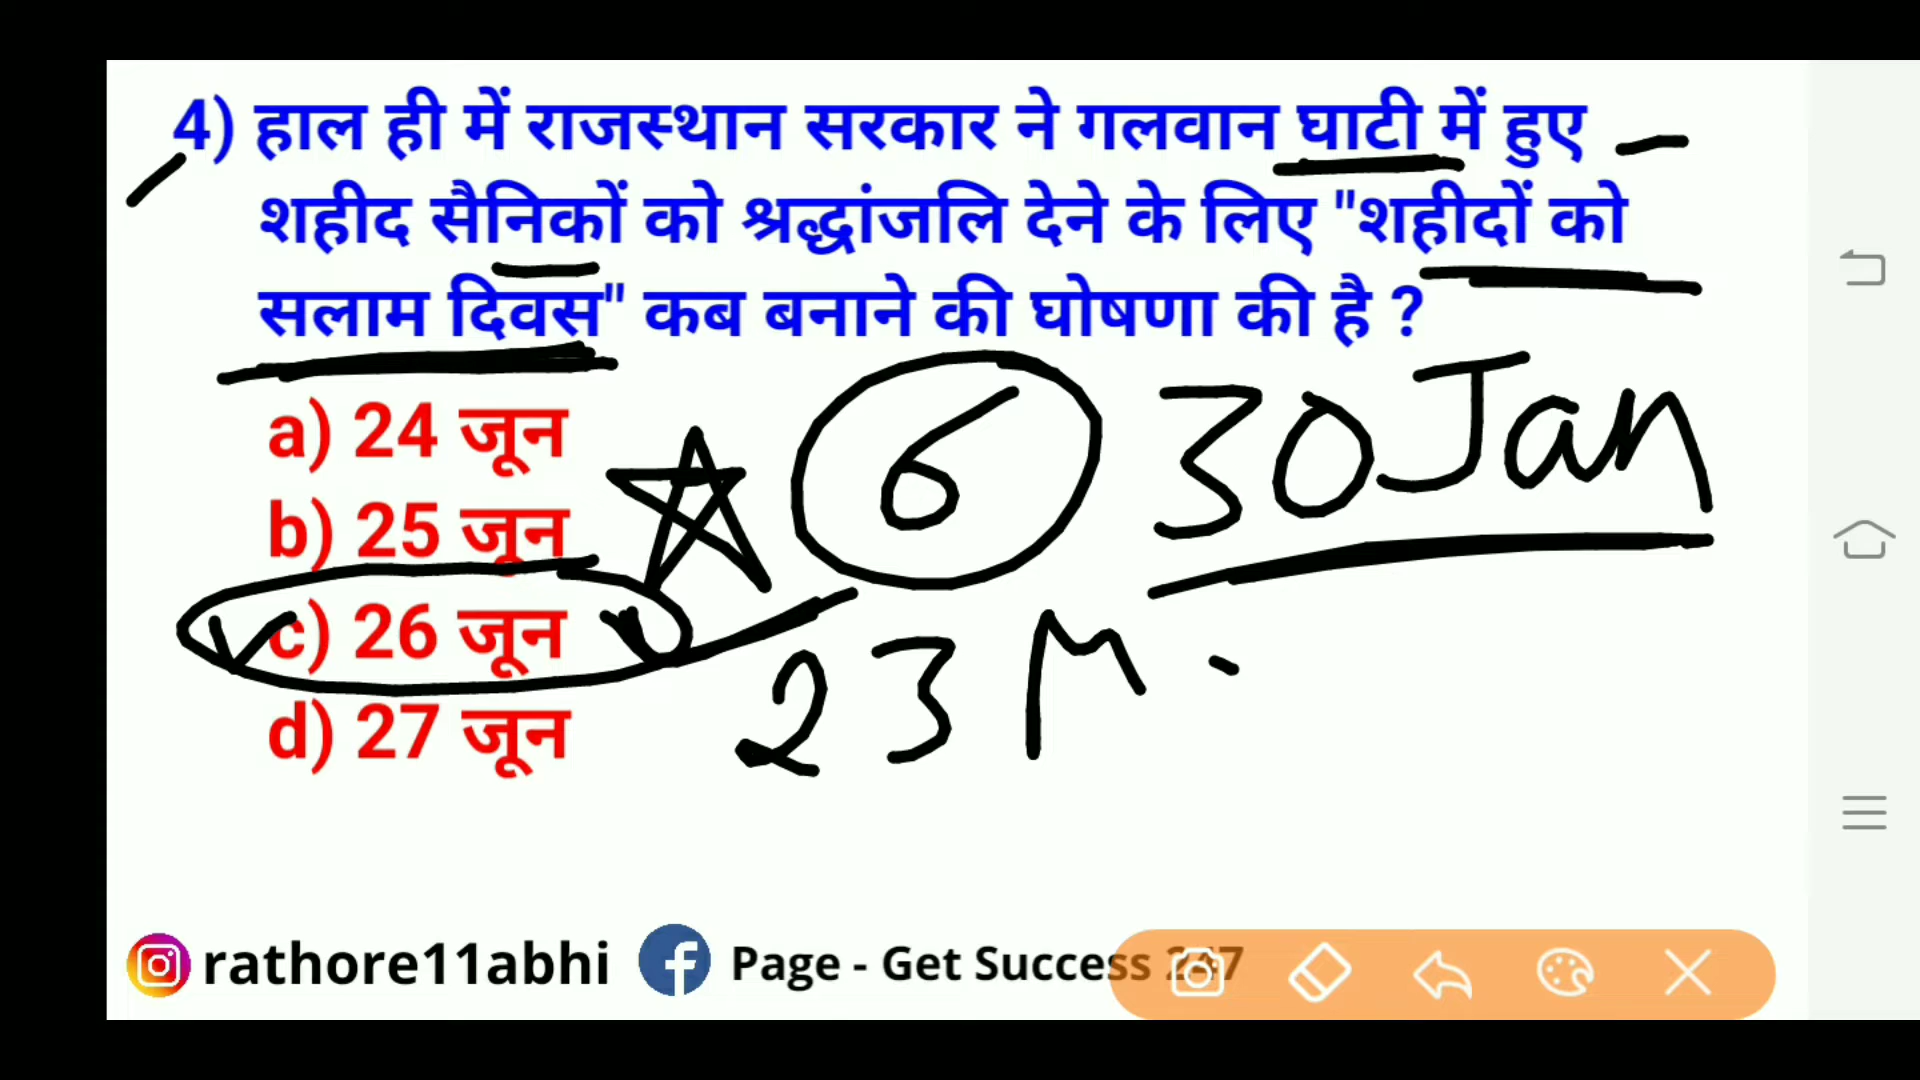 4) हाल ही में राजस्थान सरकार ने गलवान घाटी में हुए
शहीद सैनिकों को श्रद्धांजलि देने के लिए "शहीदों को
सलाम दिवस" कब बनाने की घोषणा की है ?
a) 24 जून
b) 25 जून
c) 26 जून
d) 27 जून
6 30 Jan
23 M
rathore11abhi Page - Get Success 247